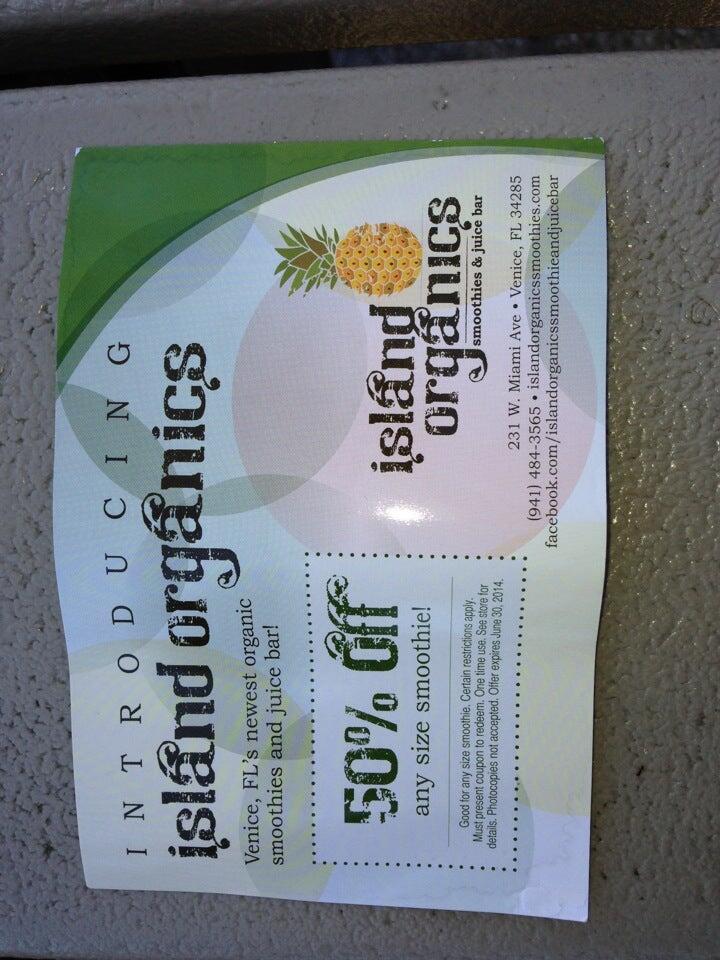 INTRODUCING
island organics
Venice, FL's newest organic
smoothies and juice bar!
50% Off
any size smoothie!
Good for any size smoothie. Certain restrictions apply.
Must present coupon to redeem. One time use. See store for
details. Photocopies not accepted. Offer expires June 30, 2014.
island
organics
smoothies & juice bar
231 W. Miami Ave • Venice, FL 34285
(941) 484-3565 • islandorganicssmoothies.com
facebook.com/islandorganicssmoothieandjuicebar